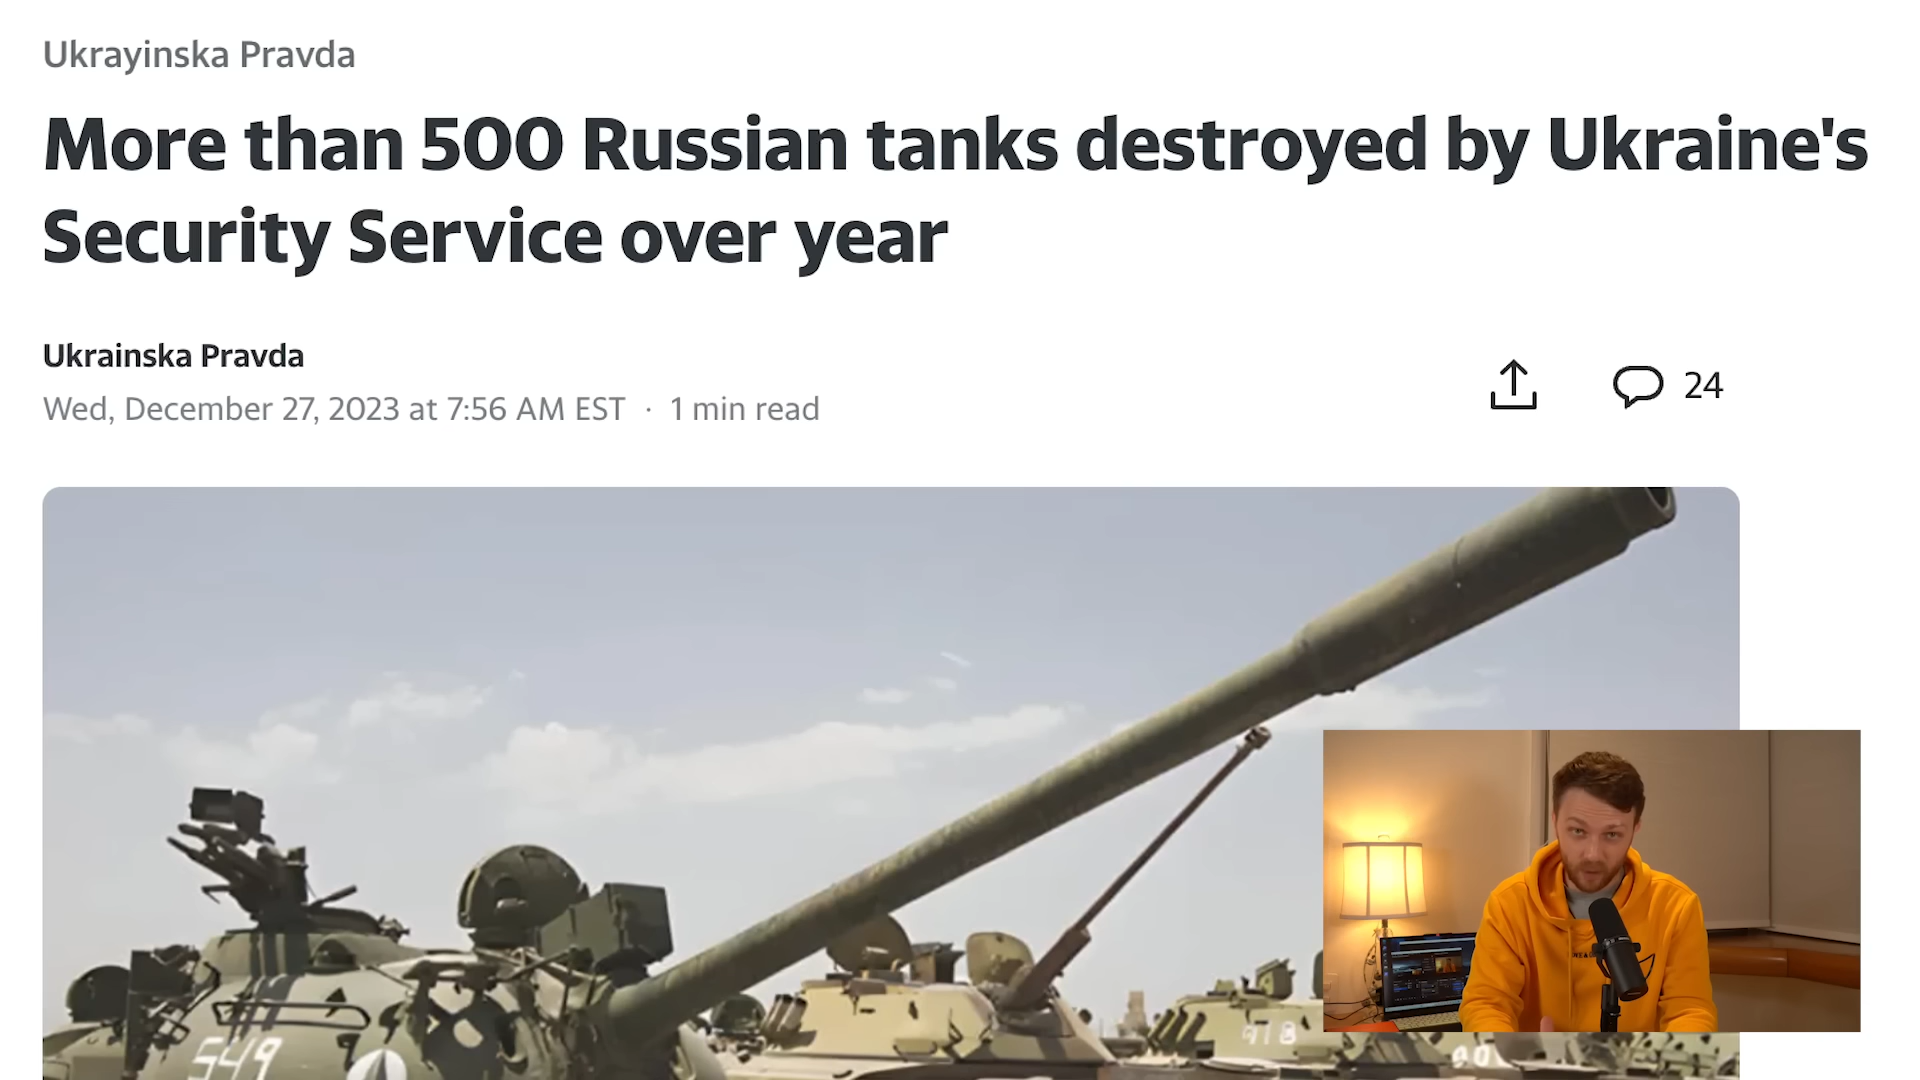 Ukrayinska Pravda
More than 500 Russian tanks destroyed by Ukraine's
Security Service over year
Ukrainska Pravda
24
Wed, December 27, 2023 at 7:56 AM EST · 1 min read
549
978